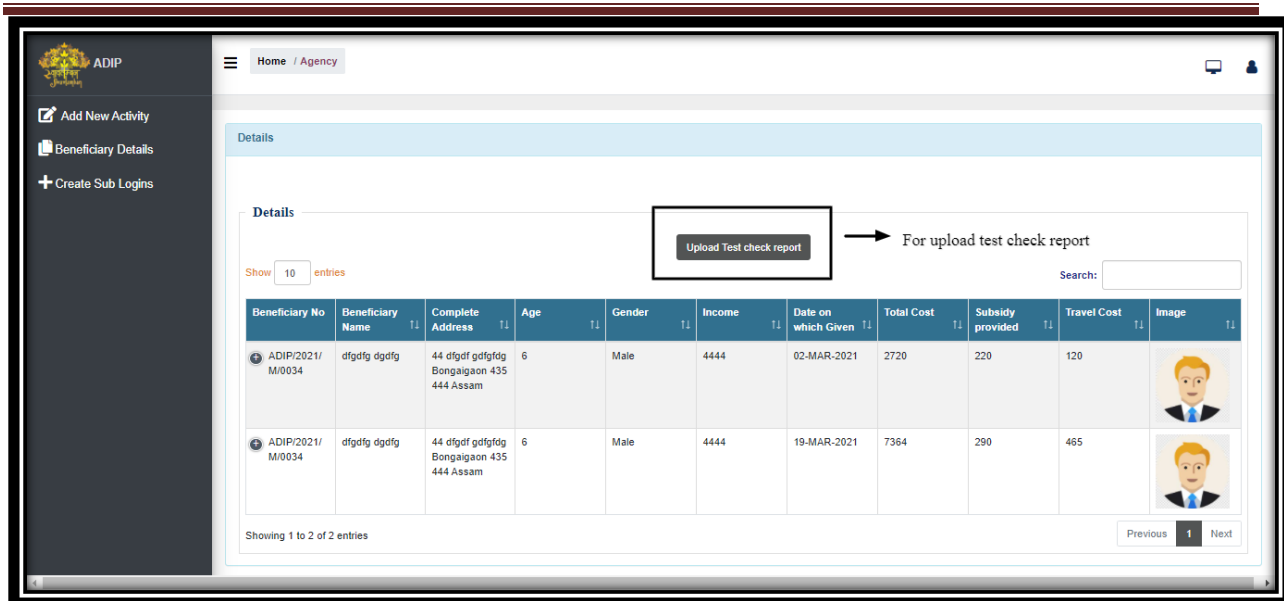 ADIP
Home / Agency
Add New Activity
Beneficiary Details
Create Sub Logins
Details
Details
Upload Test check report
For upload test check report
Show 10 entries
Search:
Beneficiary No
Beneficiary Name
Complete Address
Age
Gender
Income
Date on which Given
Total Cost
Subsidy provided
Travel Cost
Image
ADIP/2021/
M/0034
dfgdfg dgdfg
44 dfgdf gdfgfdg
Bongaigaon 435
444 Assam
6
Male
4444
02-MAR-2021
2720
220
120
ADIP/2021/
M/0034
dfgdfg dgdfg
44 dfgdf gdfgfdg
Bongaigaon 435
444 Assam
6
Male
4444
19-MAR-2021
7364
290
465
Showing 1 to 2 of 2 entries
Previous 1 Next